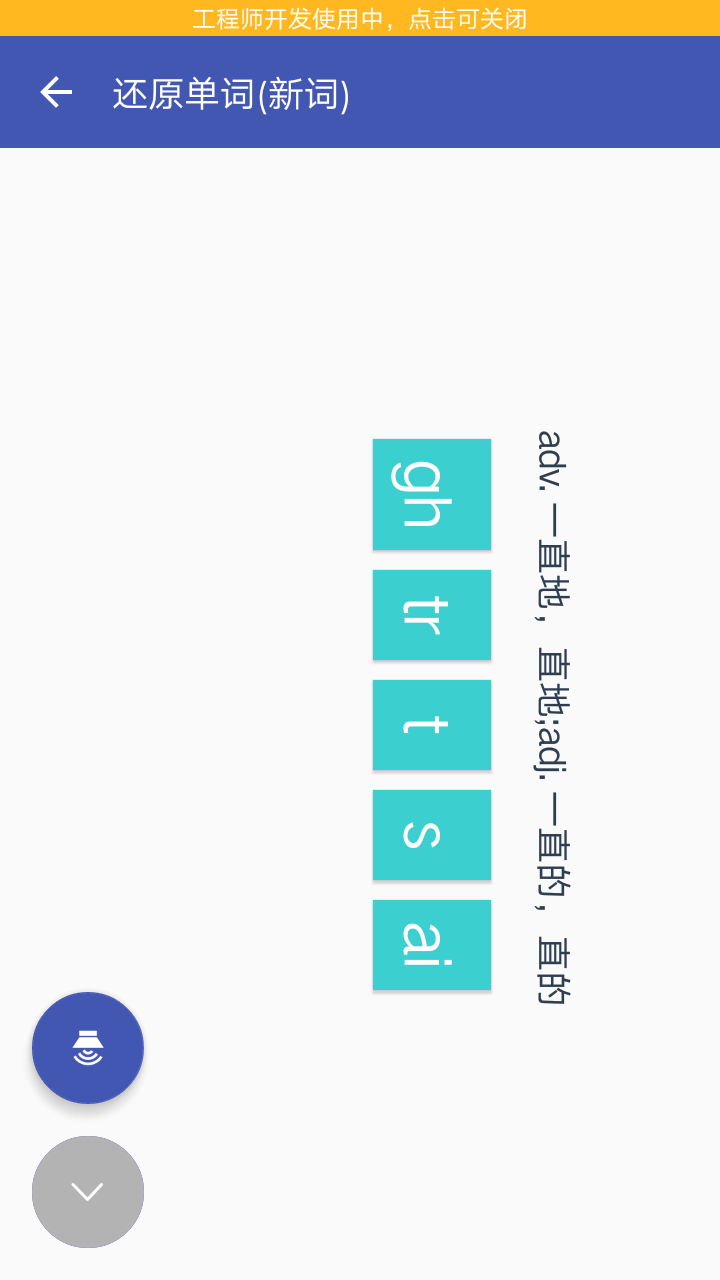 工程师开发使用中，点击可关闭
还原单词(新词)
adv. 一直地，直地;adj. 一直的，直的
gh tr t s ai